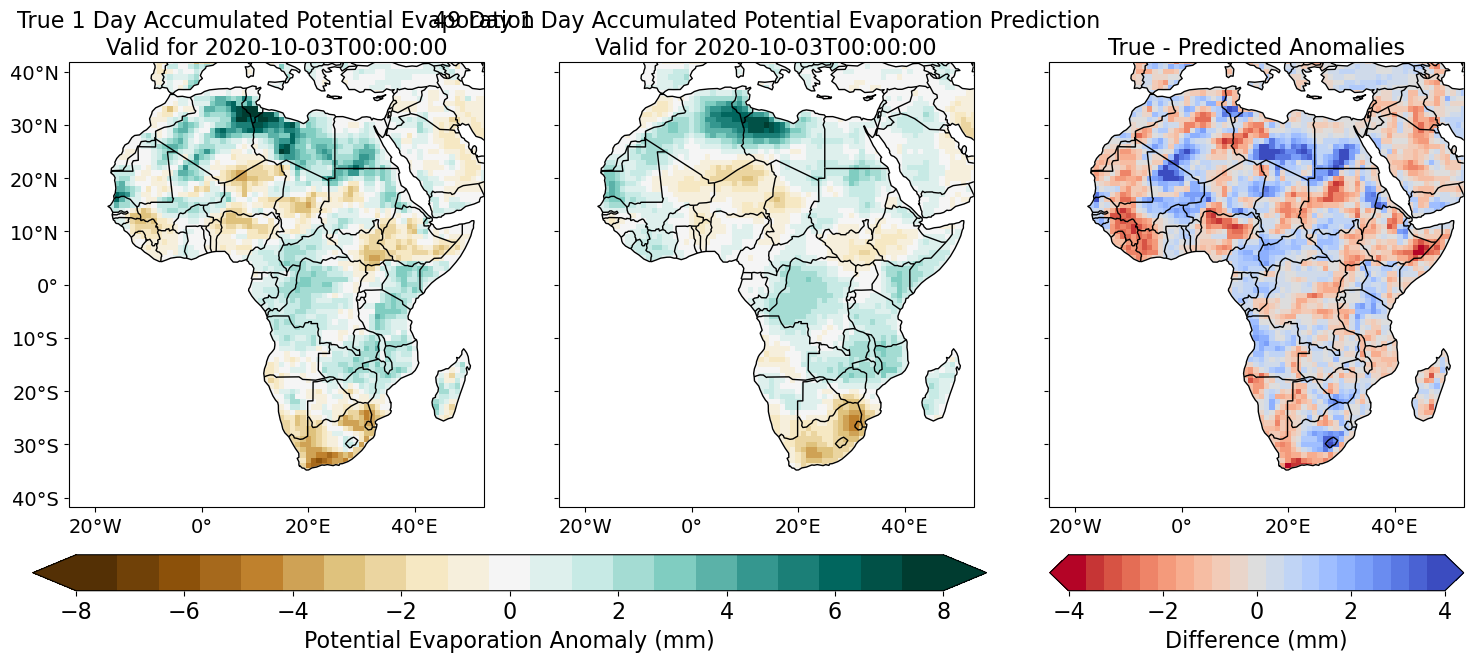 True 1 Day Accumulated Potential Evaporation
Valid for 2020-10-03T00:00:00
49 Day 1 Day Accumulated Potential Evaporation Prediction
Valid for 2020-10-03T00:00:00
True - Predicted Anomalies
40°N
30°N
20°N
10°N
0°
10°S
20°S
30°S
40°S
20°W 0° 20°E 40°E
20°W 0° 20°E 40°E
20°W 0° 20°E 40°E
−8 −6 −4 −2 0 2 4 6 8
Potential Evaporation Anomaly (mm)
−4 −2 0 2 4
Difference (mm)